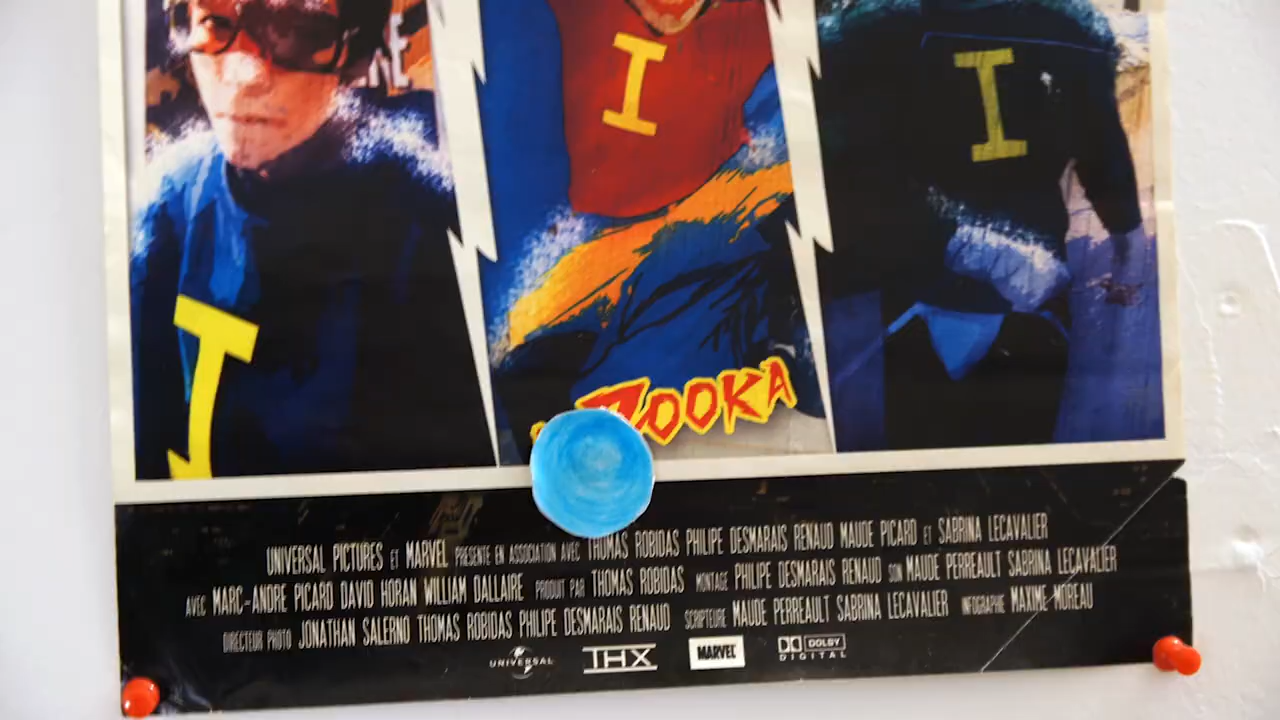 I
I
I
ZOOKA
UNIVERSAL PICTURES ET MARVEL PRESENTE EN ASSOCIATION AVEC THOMAS ROBIDAS PHILIPE DESMARAIS RENAUD MAUDE PICARD ET SABRINA LECAVALIER
AVEC MARC-ANDRE PICARD DAVID HORAN WILLIAM DALLAIRE PRODUIT PAR THOMAS ROBIDAS MONTAGE PHILIPE DESMARAIS RENAUD SON MAUDE PERREAULT SABRINA LECAVALIER
DIRECTEUR PHOTO JONATHAN SALERNO THOMAS ROBIDAS PHILIPE DESMARAIS RENAUD SCRIPTEURE MAUDE PERREAULT SABRINA LECAVALIER INFOGRAPHE MAXIME MOREAU
UNIVERSAL THX MARVEL DOLBY
DIGITAL